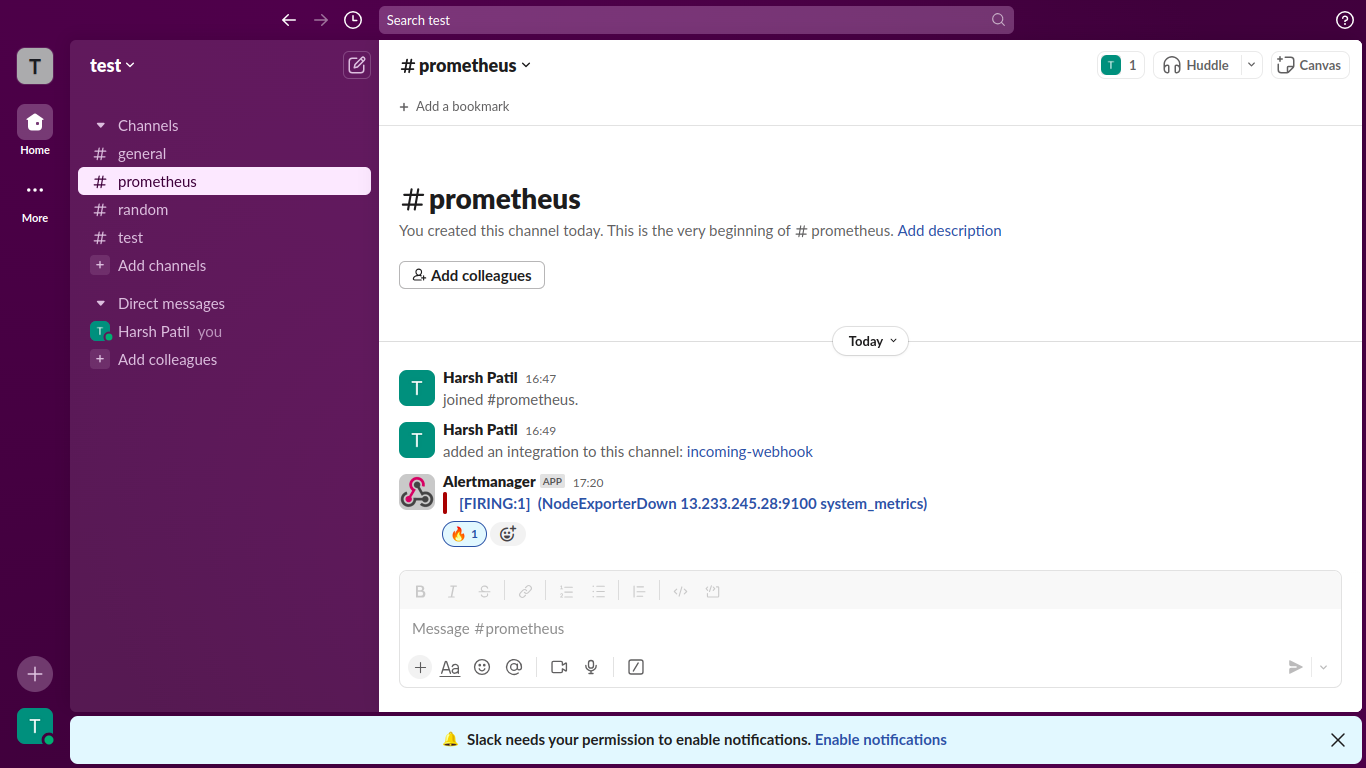 Search test
T
Home
More
T
test
Channels
# general
# prometheus
# random
# test
+ Add channels
Direct messages
T Harsh Patil you
+ Add colleagues
# prometheus
T 1
Huddle
Canvas
+ Add a bookmark
# prometheus
You created this channel today. This is the very beginning of # prometheus. Add description
Add colleagues
Today
T
Harsh Patil 16:47
joined #prometheus.
T
Harsh Patil 16:49
added an integration to this channel: incoming-webhook
Alertmanager APP 17:20
[FIRING:1] (NodeExporterDown 13.233.245.28:9100 system_metrics)
🔥 1
B I S
Message #prometheus
+ Aa @
🔔 Slack needs your permission to enable notifications. Enable notifications